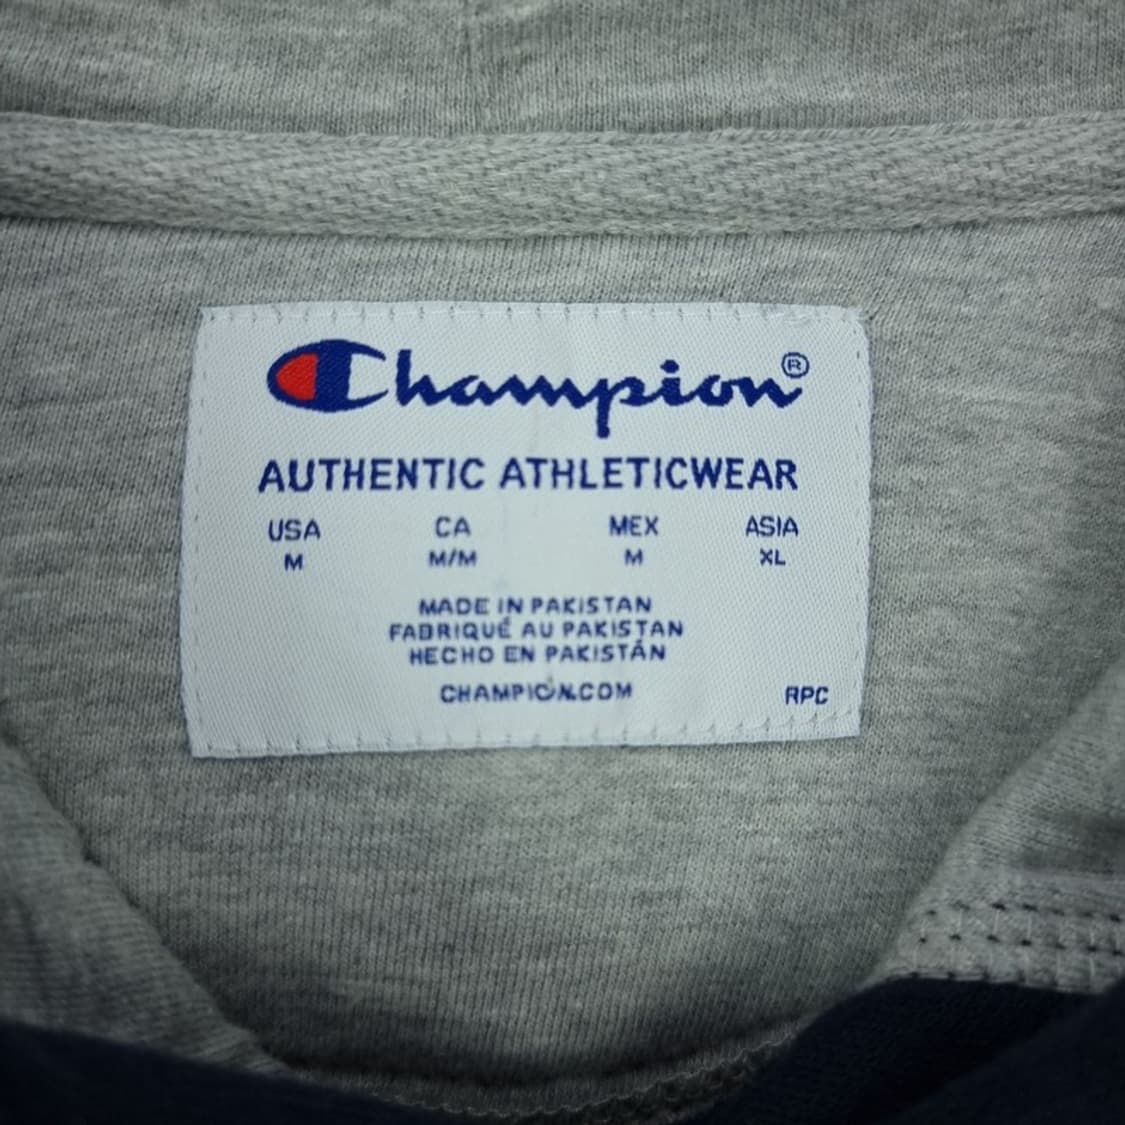 Champion®
AUTHENTIC ATHLETICWEAR
USA CA MEX ASIA
M M/M M XL
MADE IN PAKISTAN
FABRIQUÉ AU PAKISTAN
HECHO EN PAKISTÁN
CHAMPION.COM RPC